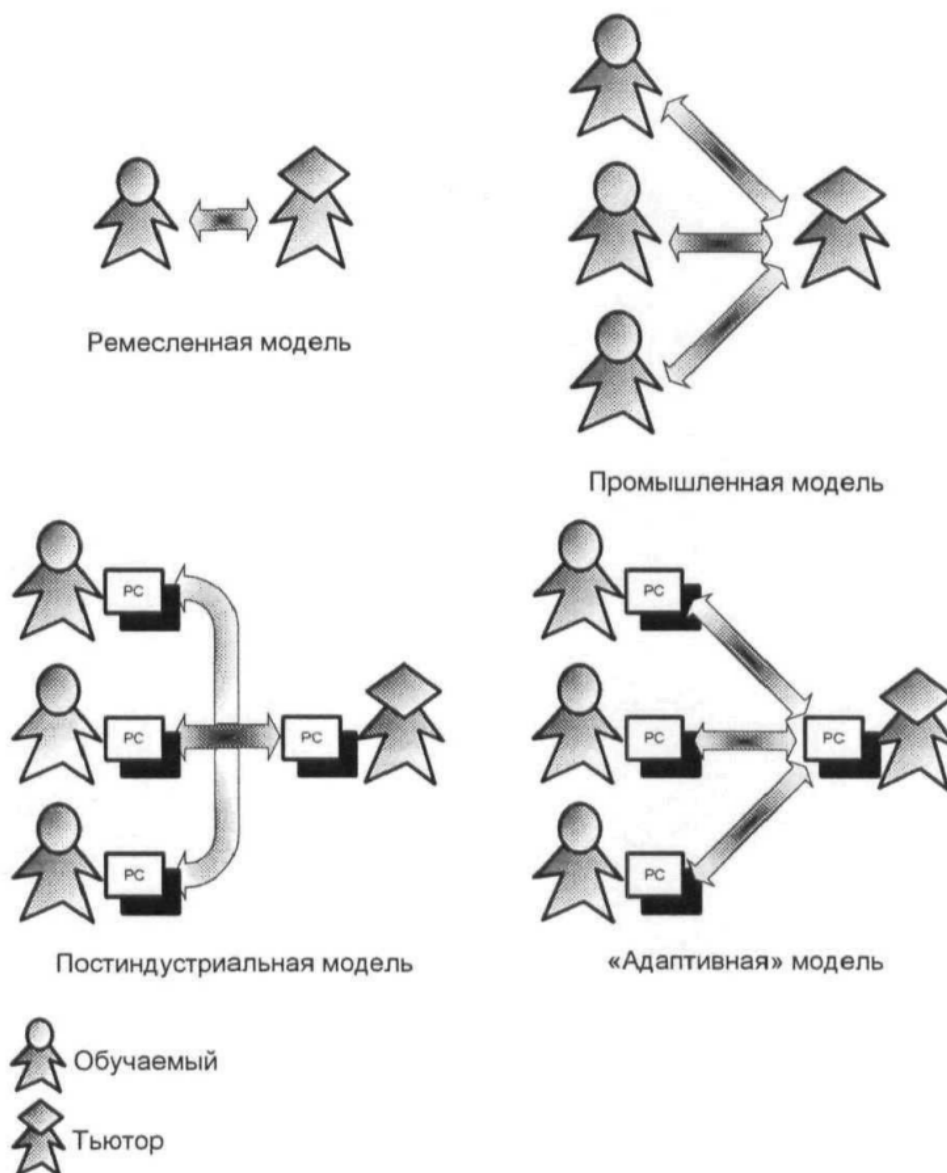 Ремесленная модель
Промышленная модель
PC
PC
PC
PC
Постиндустриальная модель
PC
PC
PC
PC
«Адаптивная» модель
Обучаемый
Тьютор